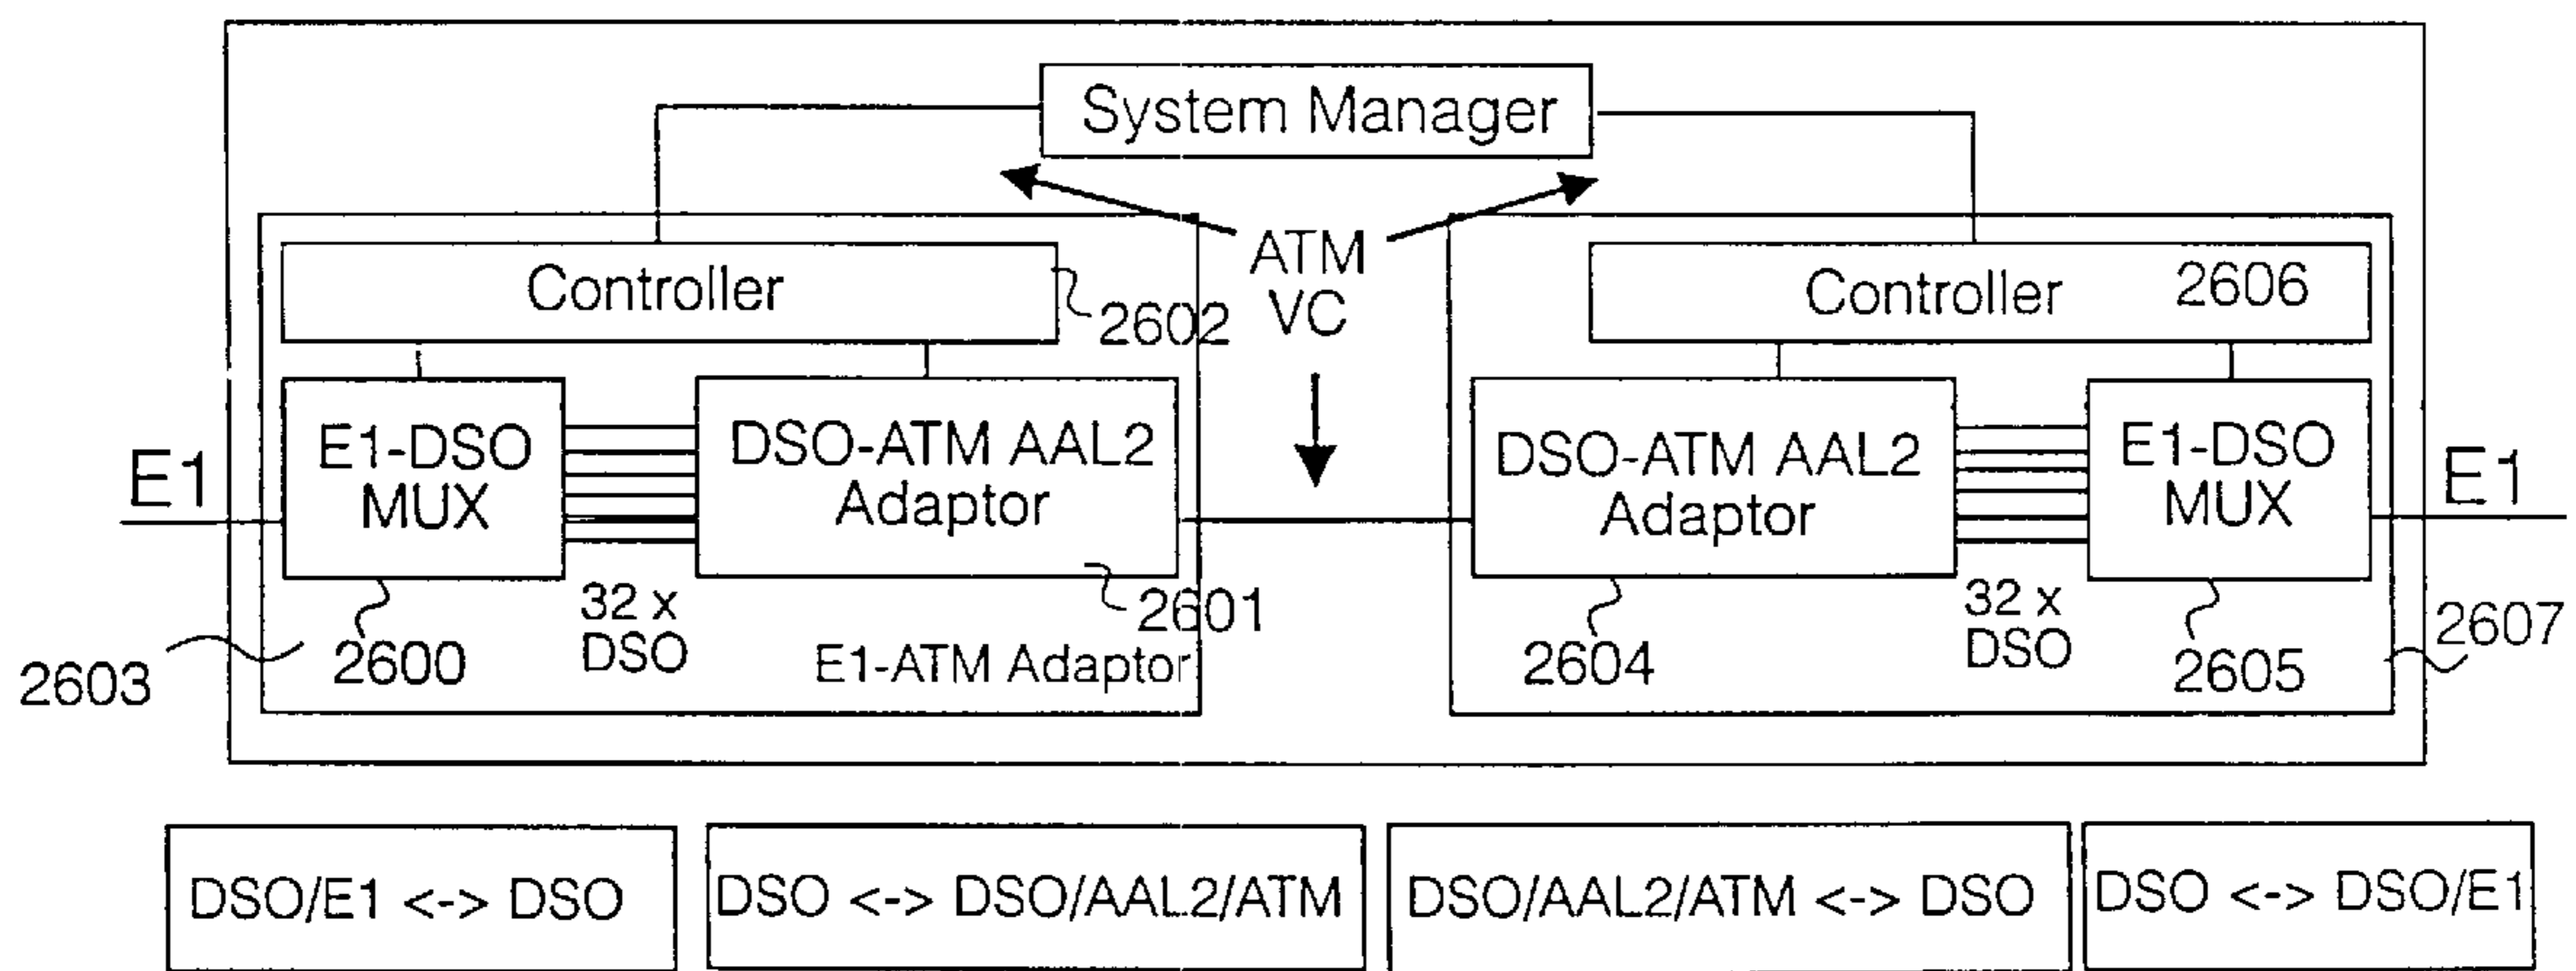 System Manager
ATM
VC
Controller
2602
Controller 2606
E1
E1-DSO
MUX
DSO-ATM AAL2
Adaptor
DSO-ATM AAL2
Adaptor
E1-DSO
MUX
E1
2603
2600
32 x
DSO
2601
E1-ATM Adaptor
2604
32 x
DSO
2605
2607
DSO/E1 <-> DSO
DSO <-> DSO/AAL2/ATM
DSO/AAL2/ATM <-> DSO
DSO <-> DSO/E1